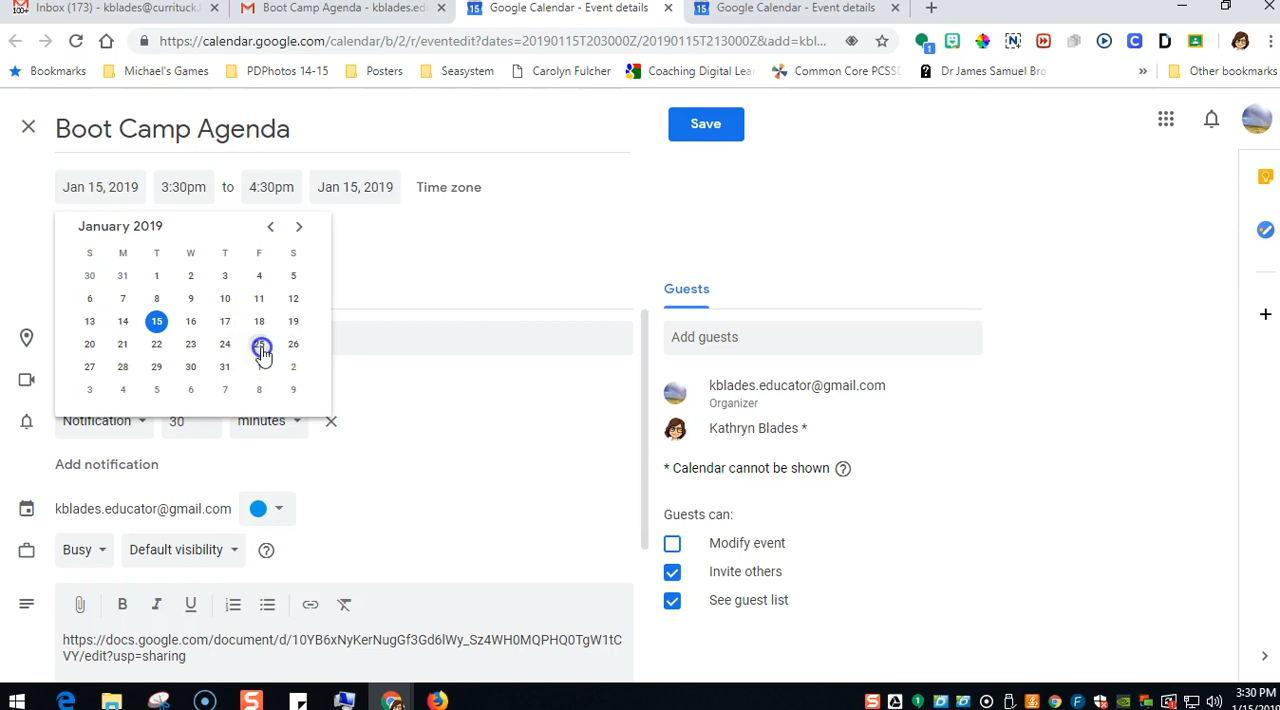 Inbox (173) - kblades@currituck.
Boot Camp Agenda - kblades.ed
Google Calendar - Event details
Google Calendar - Event details
100+
https://calendar.google.com/calendar/b/2/r/eventedit?dates=20190115T203000Z/20190115T213000Z&add=kbl...
1
Bookmarks
Michael's Games
PDPhotos 14-15
Posters
Seasystem
Carolyn Fulcher
Coaching Digital Lea
Common Core PCSSD
Dr James Samuel Bro
»
Other bookmarks
Boot Camp Agenda
Save
Jan 15, 2019 3:30pm to 4:30pm Jan 15, 2019 Time zone
January 2019
S M T W T F S
30 31 1 2 3 4 5
6 7 8 9 10 11 12
13 14 15 16 17 18 19
20 21 22 23 24 25 26
27 28 29 30 31 1 2
3 4 5 6 7 8 9
Guests
Add guests
kblades.educator@gmail.com
Organizer
Kathryn Blades *
* Calendar cannot be shown
Notification 30 minutes
Add notification
kblades.educator@gmail.com
Busy Default visibility
Guests can:
Modify event
Invite others
See guest list
B I U
https://docs.google.com/document/d/10YB6xNyKerNugGf3Gd6lWy_Sz4WH0MQPHQ0TgW1tC
VY/edit?usp=sharing
3:30 PM
1/15/2019